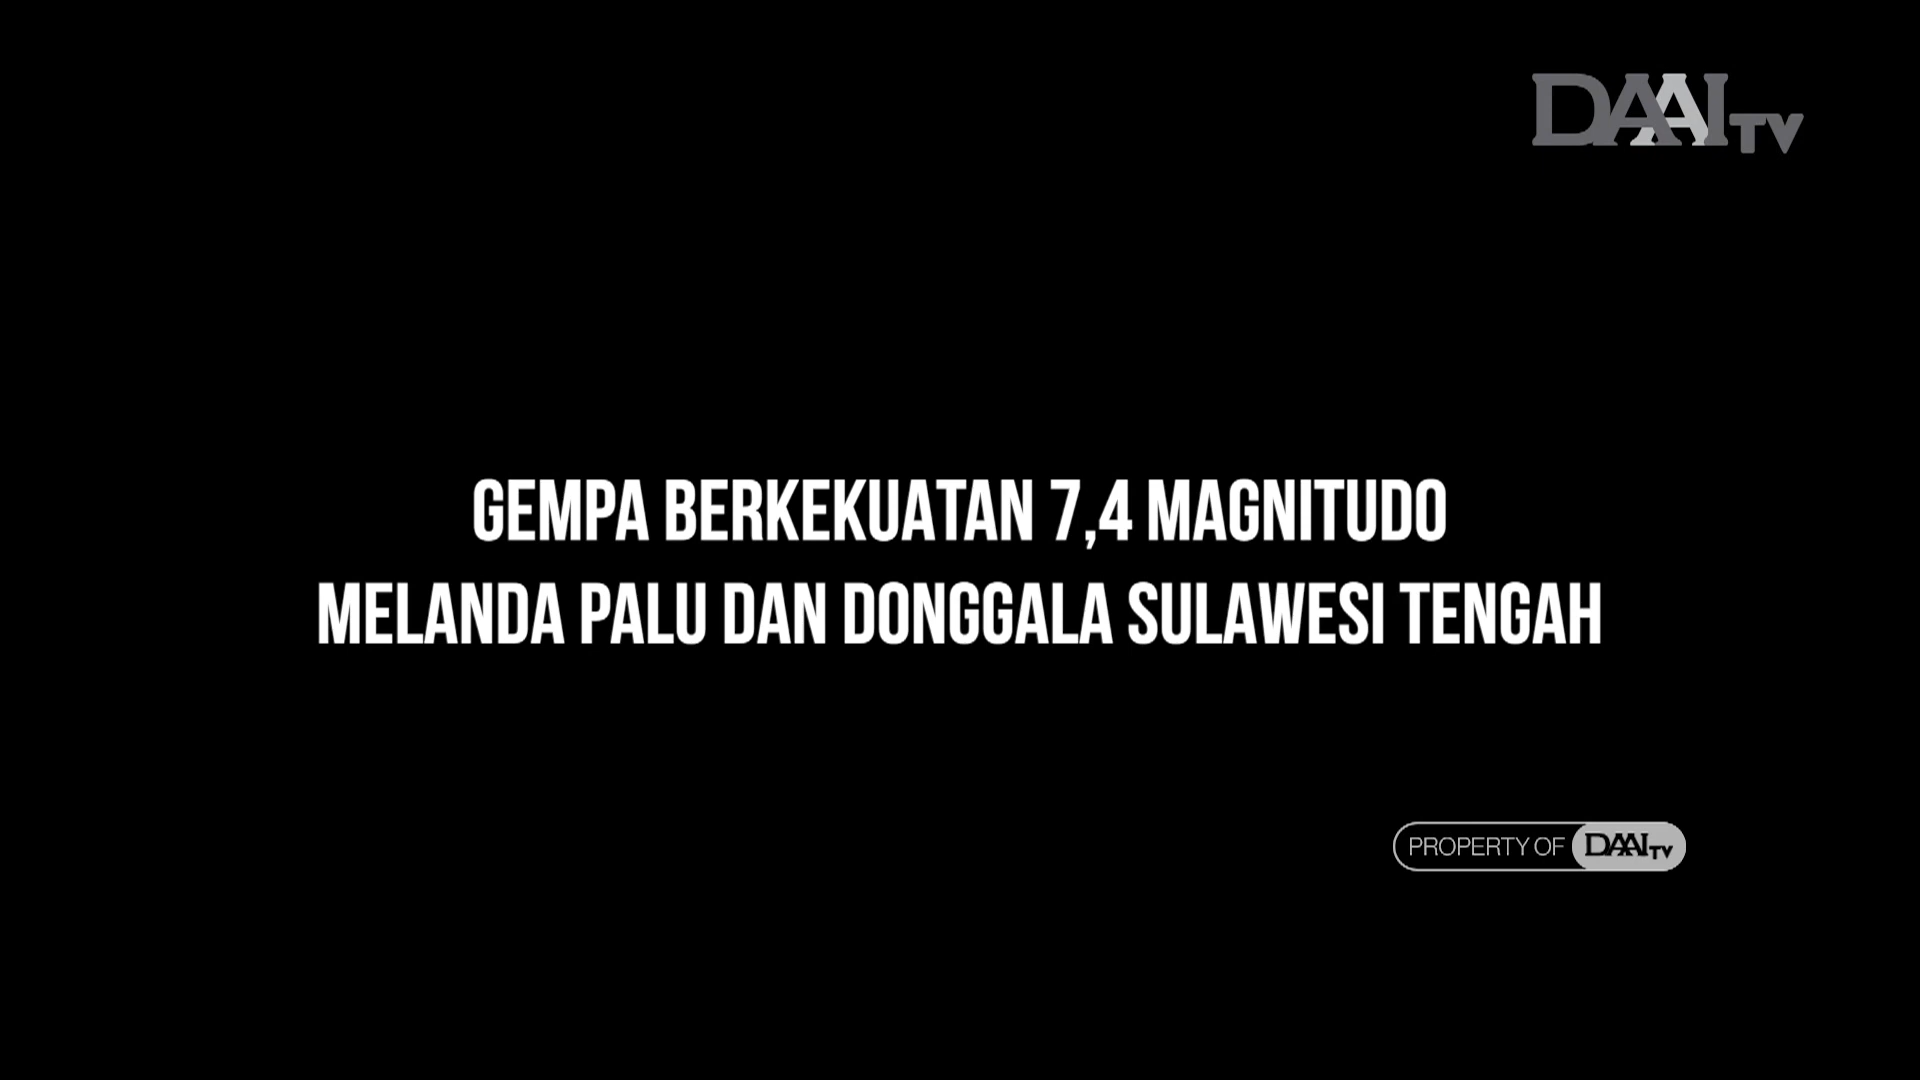 DAAI TV
GEMPA BERKEKUATAN 7,4 MAGNITUDO
MELANDA PALU DAN DONGGALA SULAWESI TENGAH
PROPERTY OF DAAI TV